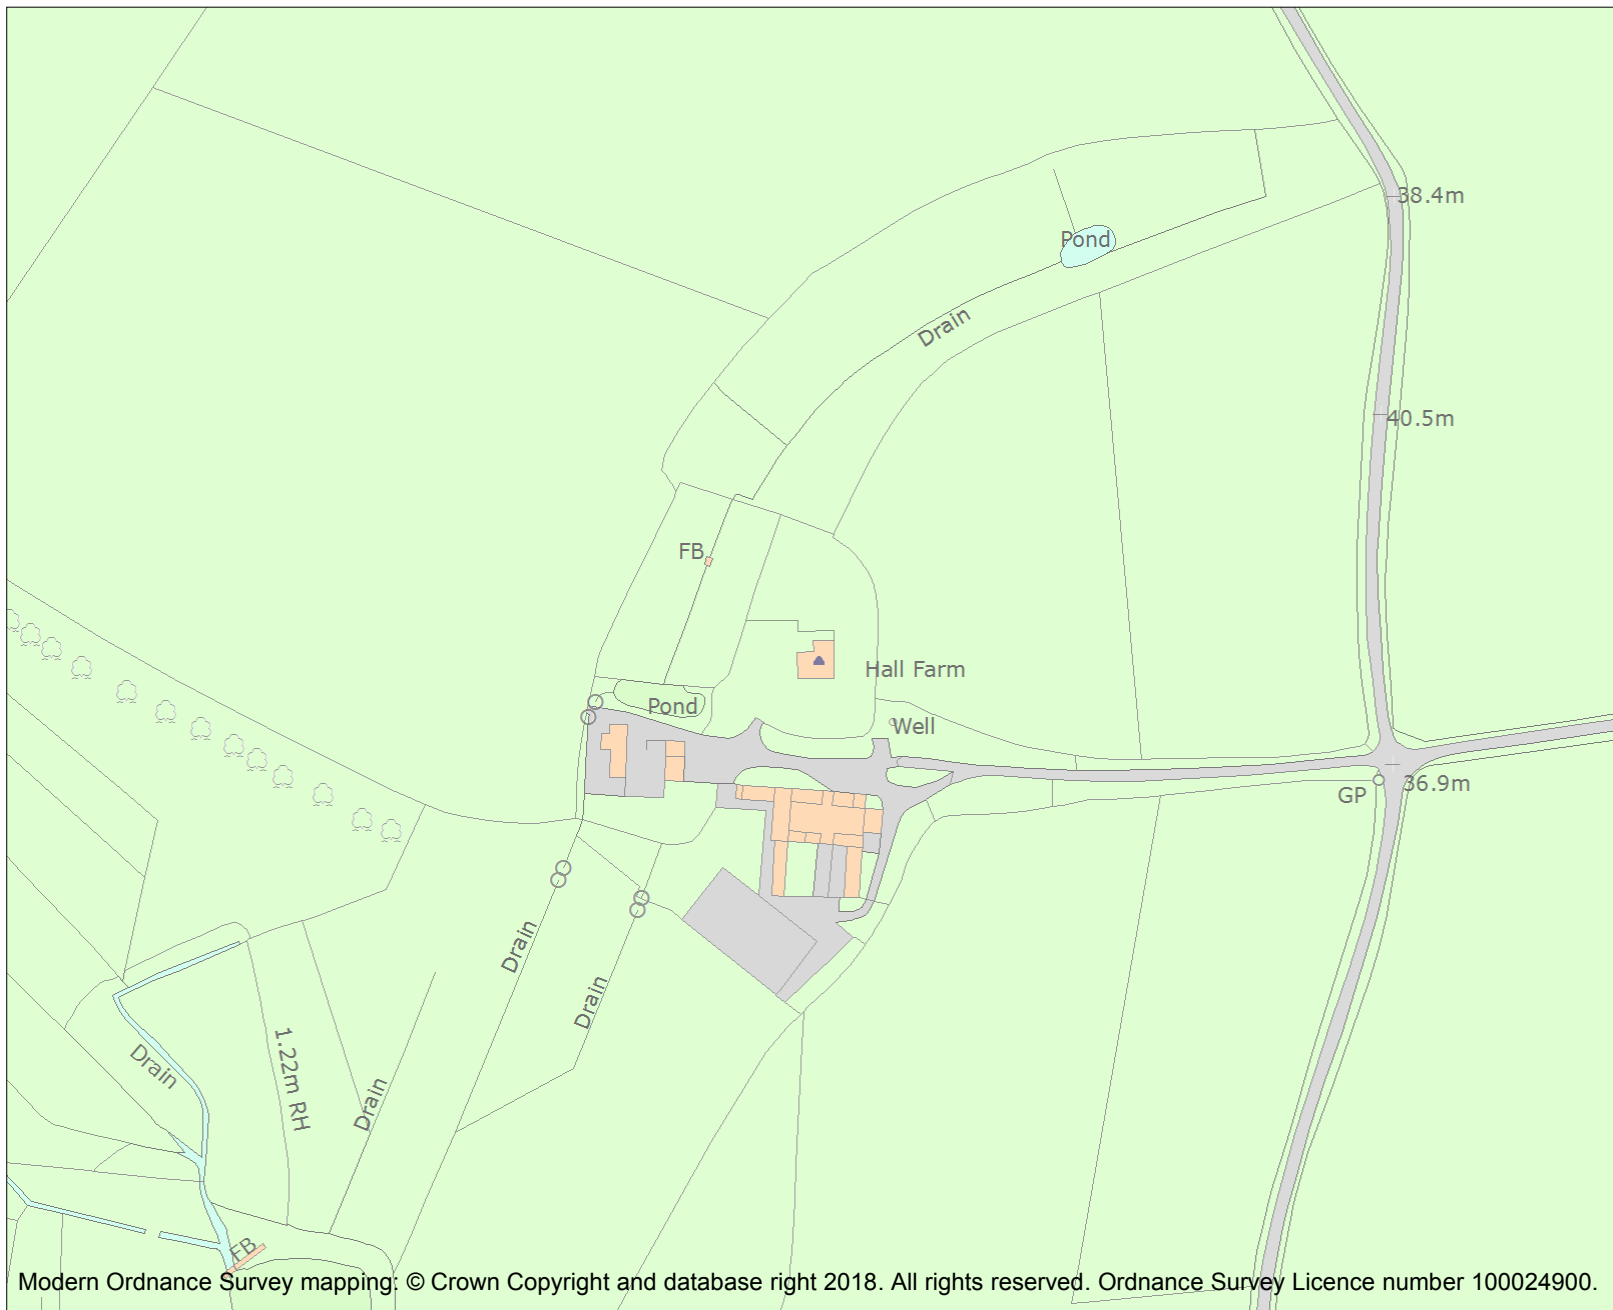 38.4m
Pond
Drain
40.5m
FB
Hall Farm
Pond
Well
36.9m
GP
Drain
Drain
1.22m RH
Drain
Drain
FB
Modern Ordnance Survey mapping: © Crown Copyright and database right 2018. All rights reserved. Ordnance Survey Licence number 100024900.